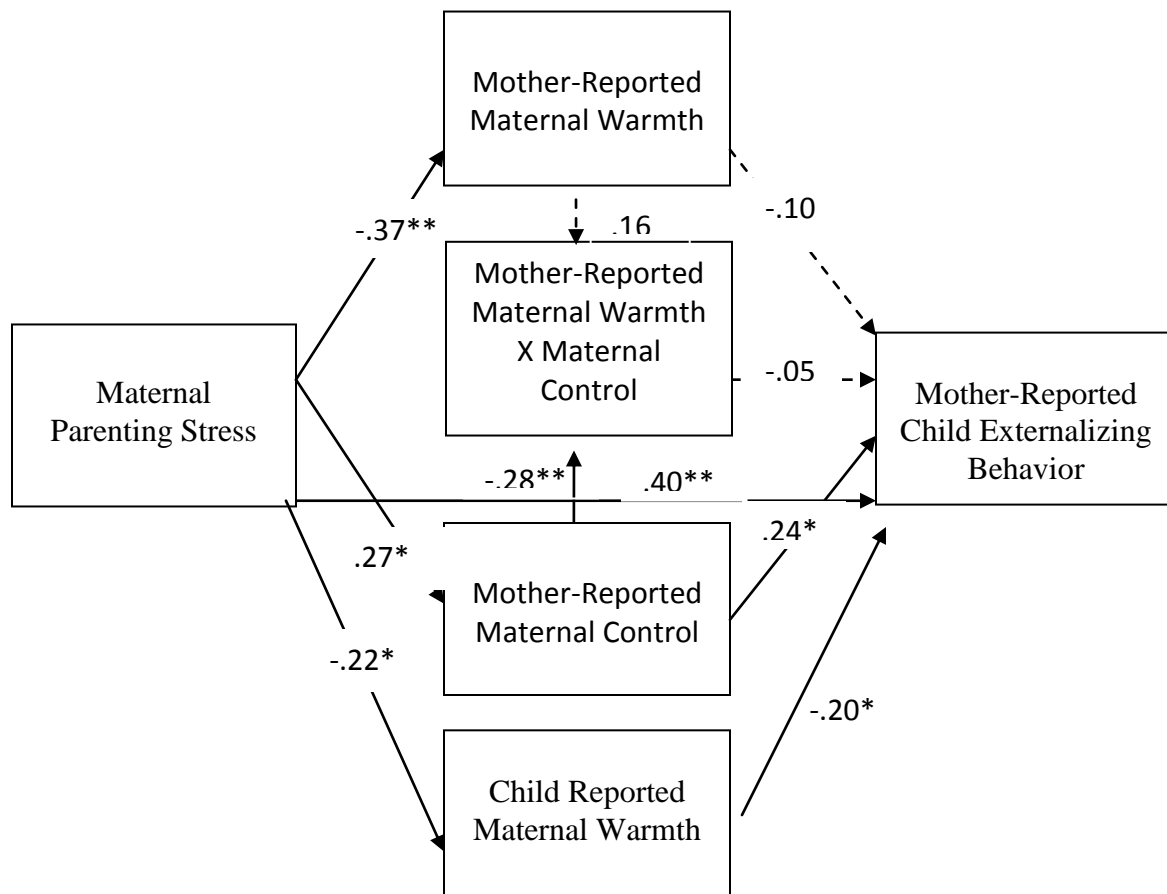 Mother-Reported
Maternal Warmth
-.37**
.16
-.10
Mother-Reported
Maternal Warmth
X Maternal
Control
-.05
Maternal
Parenting Stress
Mother-Reported
Child Externalizing
Behavior
-.28**
.40**
.27*
.24*
Mother-Reported
Maternal Control
-.22*
-.20*
Child Reported
Maternal Warmth